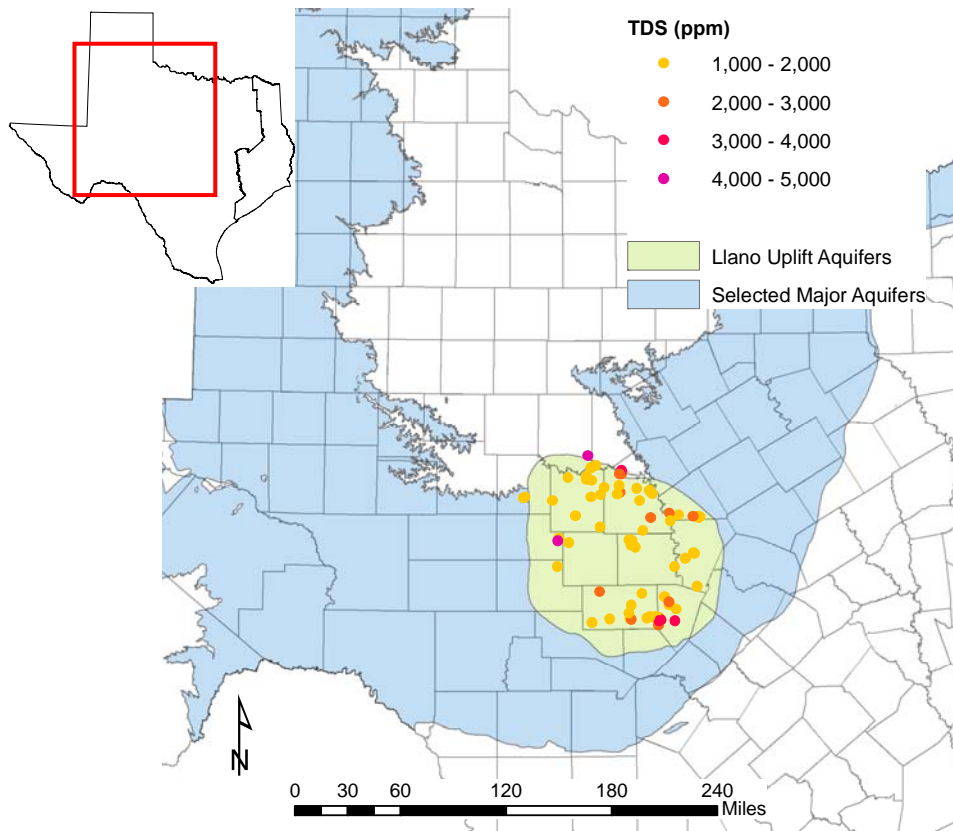 TDS (ppm)
1,000 - 2,000
2,000 - 3,000
3,000 - 4,000
4,000 - 5,000
Llano Uplift Aquifers
Selected Major Aquifers
N
0 30 60 120 180 240
Miles